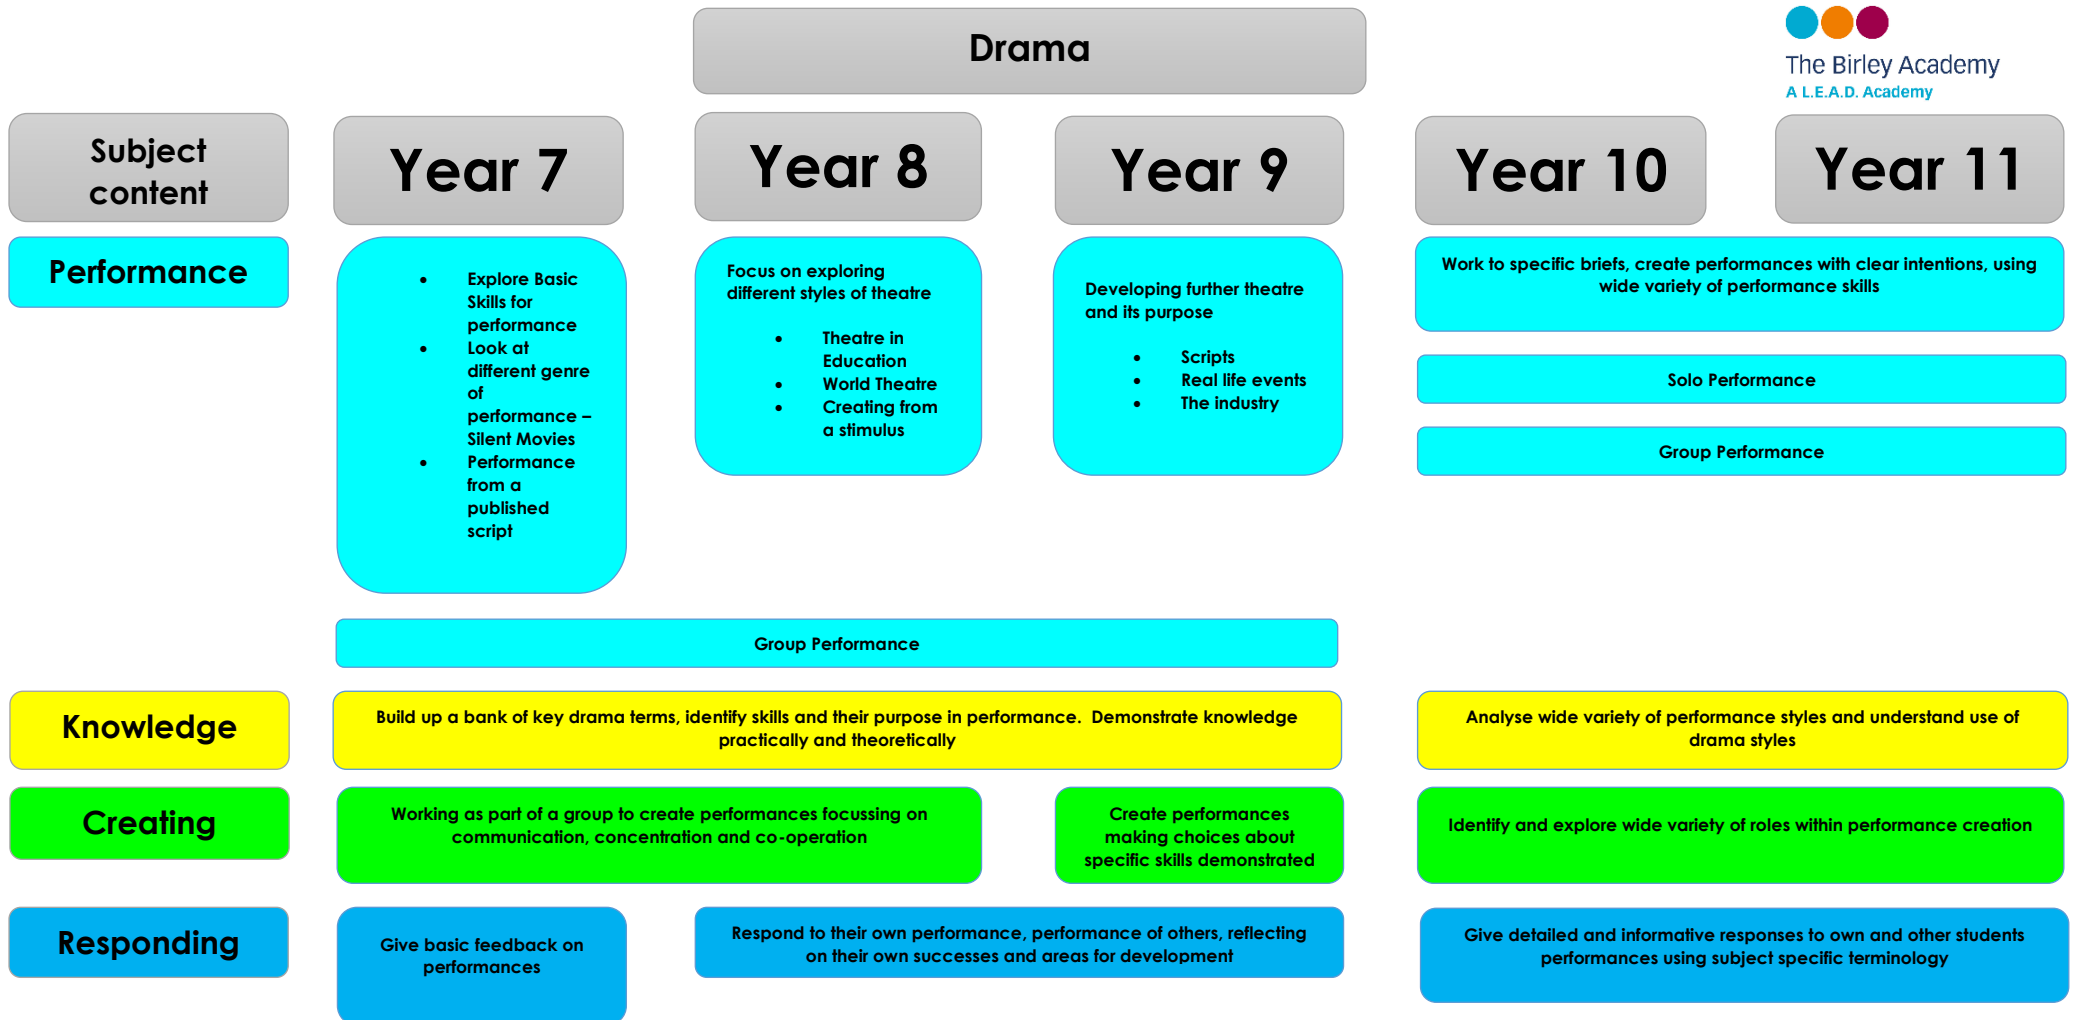 Drama
The Birley Academy
A L.E.A.D. Academy
Subject
content
Year 7
Year 8
Year 9
Year 10
Year 11
Performance
• Explore Basic
Skills for
performance
• Look at
different genre
of
performance –
Silent Movies
• Performance
from a
published
script
Focus on exploring
different styles of theatre
• Theatre in
Education
• World Theatre
• Creating from
a stimulus
Developing further theatre
and its purpose
• Scripts
• Real life events
• The industry
Work to specific briefs, create performances with clear intentions, using
wide variety of performance skills
Solo Performance
Group Performance
Group Performance
Knowledge
Build up a bank of key drama terms, identify skills and their purpose in performance.  Demonstrate knowledge
practically and theoretically
Analyse wide variety of performance styles and understand use of
drama styles
Creating
Working as part of a group to create performances focussing on
communication, concentration and co-operation
Create performances
making choices about
specific skills demonstrated
Identify and explore wide variety of roles within performance creation
Responding
Give basic feedback on
performances
Respond to their own performance, performance of others, reflecting
on their own successes and areas for development
Give detailed and informative responses to own and other students
performances using subject specific terminology